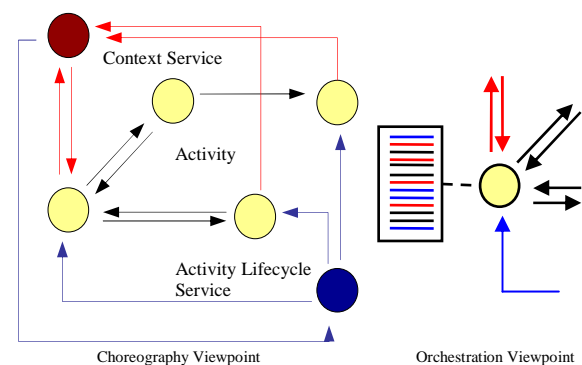 Context Service
Activity
Activity Lifecycle
Service
Choreography Viewpoint
Orchestration Viewpoint